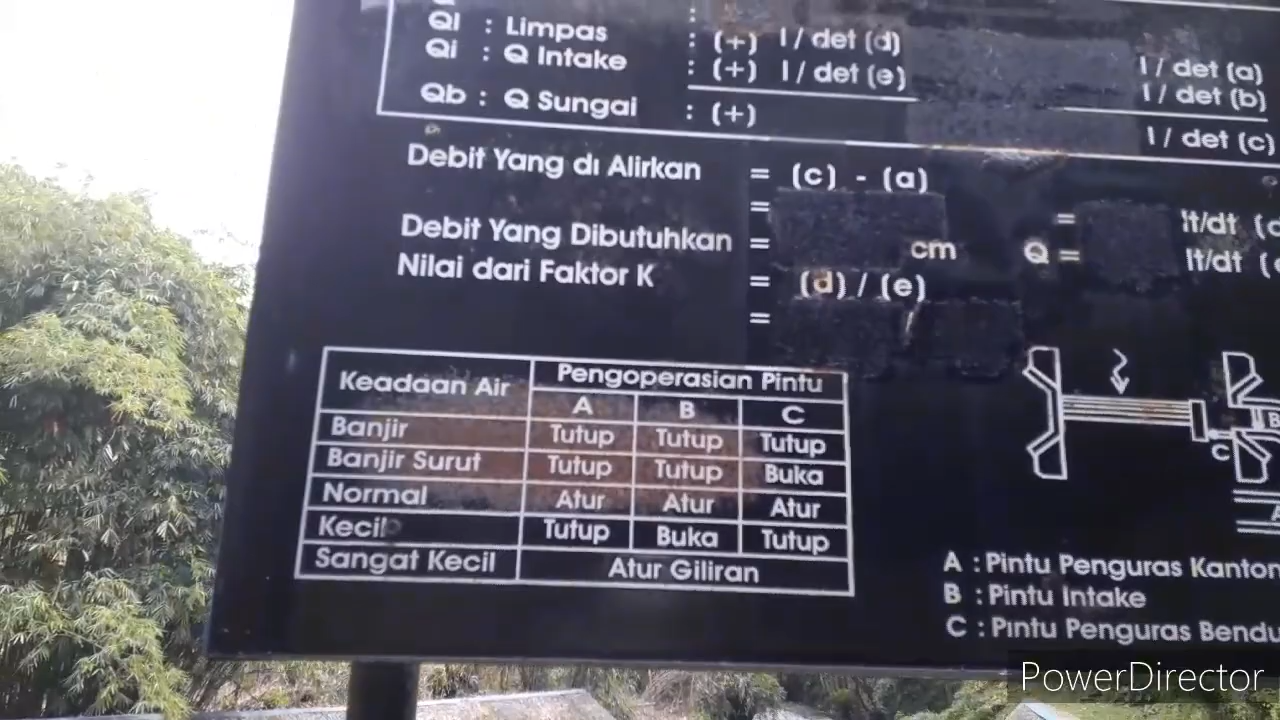 Ql : Limpas : (+) l / det (d)
l / det (a)
Qi : Q Intake : (+) l / det (e)
l / det (b)
Qb : Q Sungai : (+)
l / det (c)
Debit Yang di Alirkan = (c) - (a)
= = lt/dt
Debit Yang Dibutuhkan = cm Q = lt/dt
Nilai dari Faktor K = (d) / (e)
= /
Keadaan Air Pengoperasian Pintu
A B C
Banjir Tutup Tutup Tutup
Banjir Surut Tutup Tutup Buka
Normal Atur Atur Atur
Kecil Tutup Buka Tutup
Sangat Kecil Atur Giliran
B
C
A : Pintu Penguras Kanton
B : Pintu Intake
C : Pintu Penguras Bendu
PowerDirector